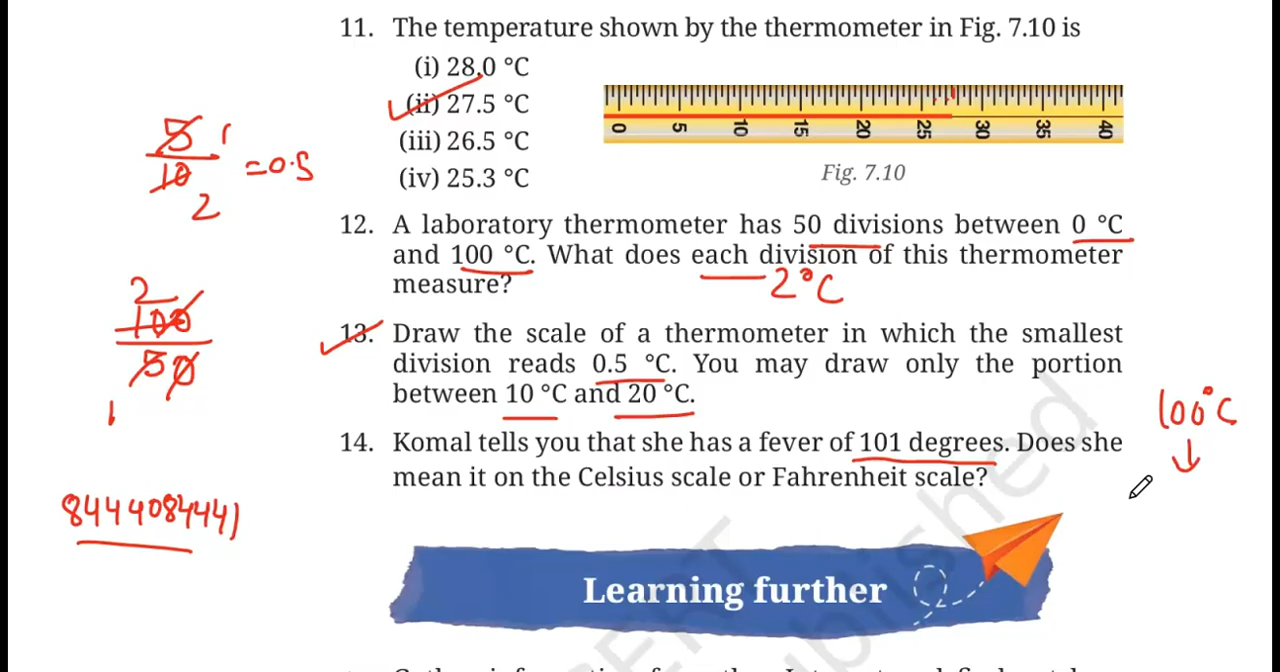 11. The temperature shown by the thermometer in Fig. 7.10 is
(i) 28.0 °C
(ii) 27.5 °C
(iii) 26.5 °C
(iv) 25.3 °C
0 5 10 15 20 25 30 35 40
Fig. 7.10
5 1
10 = 0.5
2
12. A laboratory thermometer has 50 divisions between 0 °C
and 100 °C. What does each division of this thermometer
measure?
2°C
2
100
50
1
13. Draw the scale of a thermometer in which the smallest
division reads 0.5 °C. You may draw only the portion
between 10 °C and 20 °C.
100°C
14. Komal tells you that she has a fever of 101 degrees. Does she
mean it on the Celsius scale or Fahrenheit scale?
8444084441
Learning further